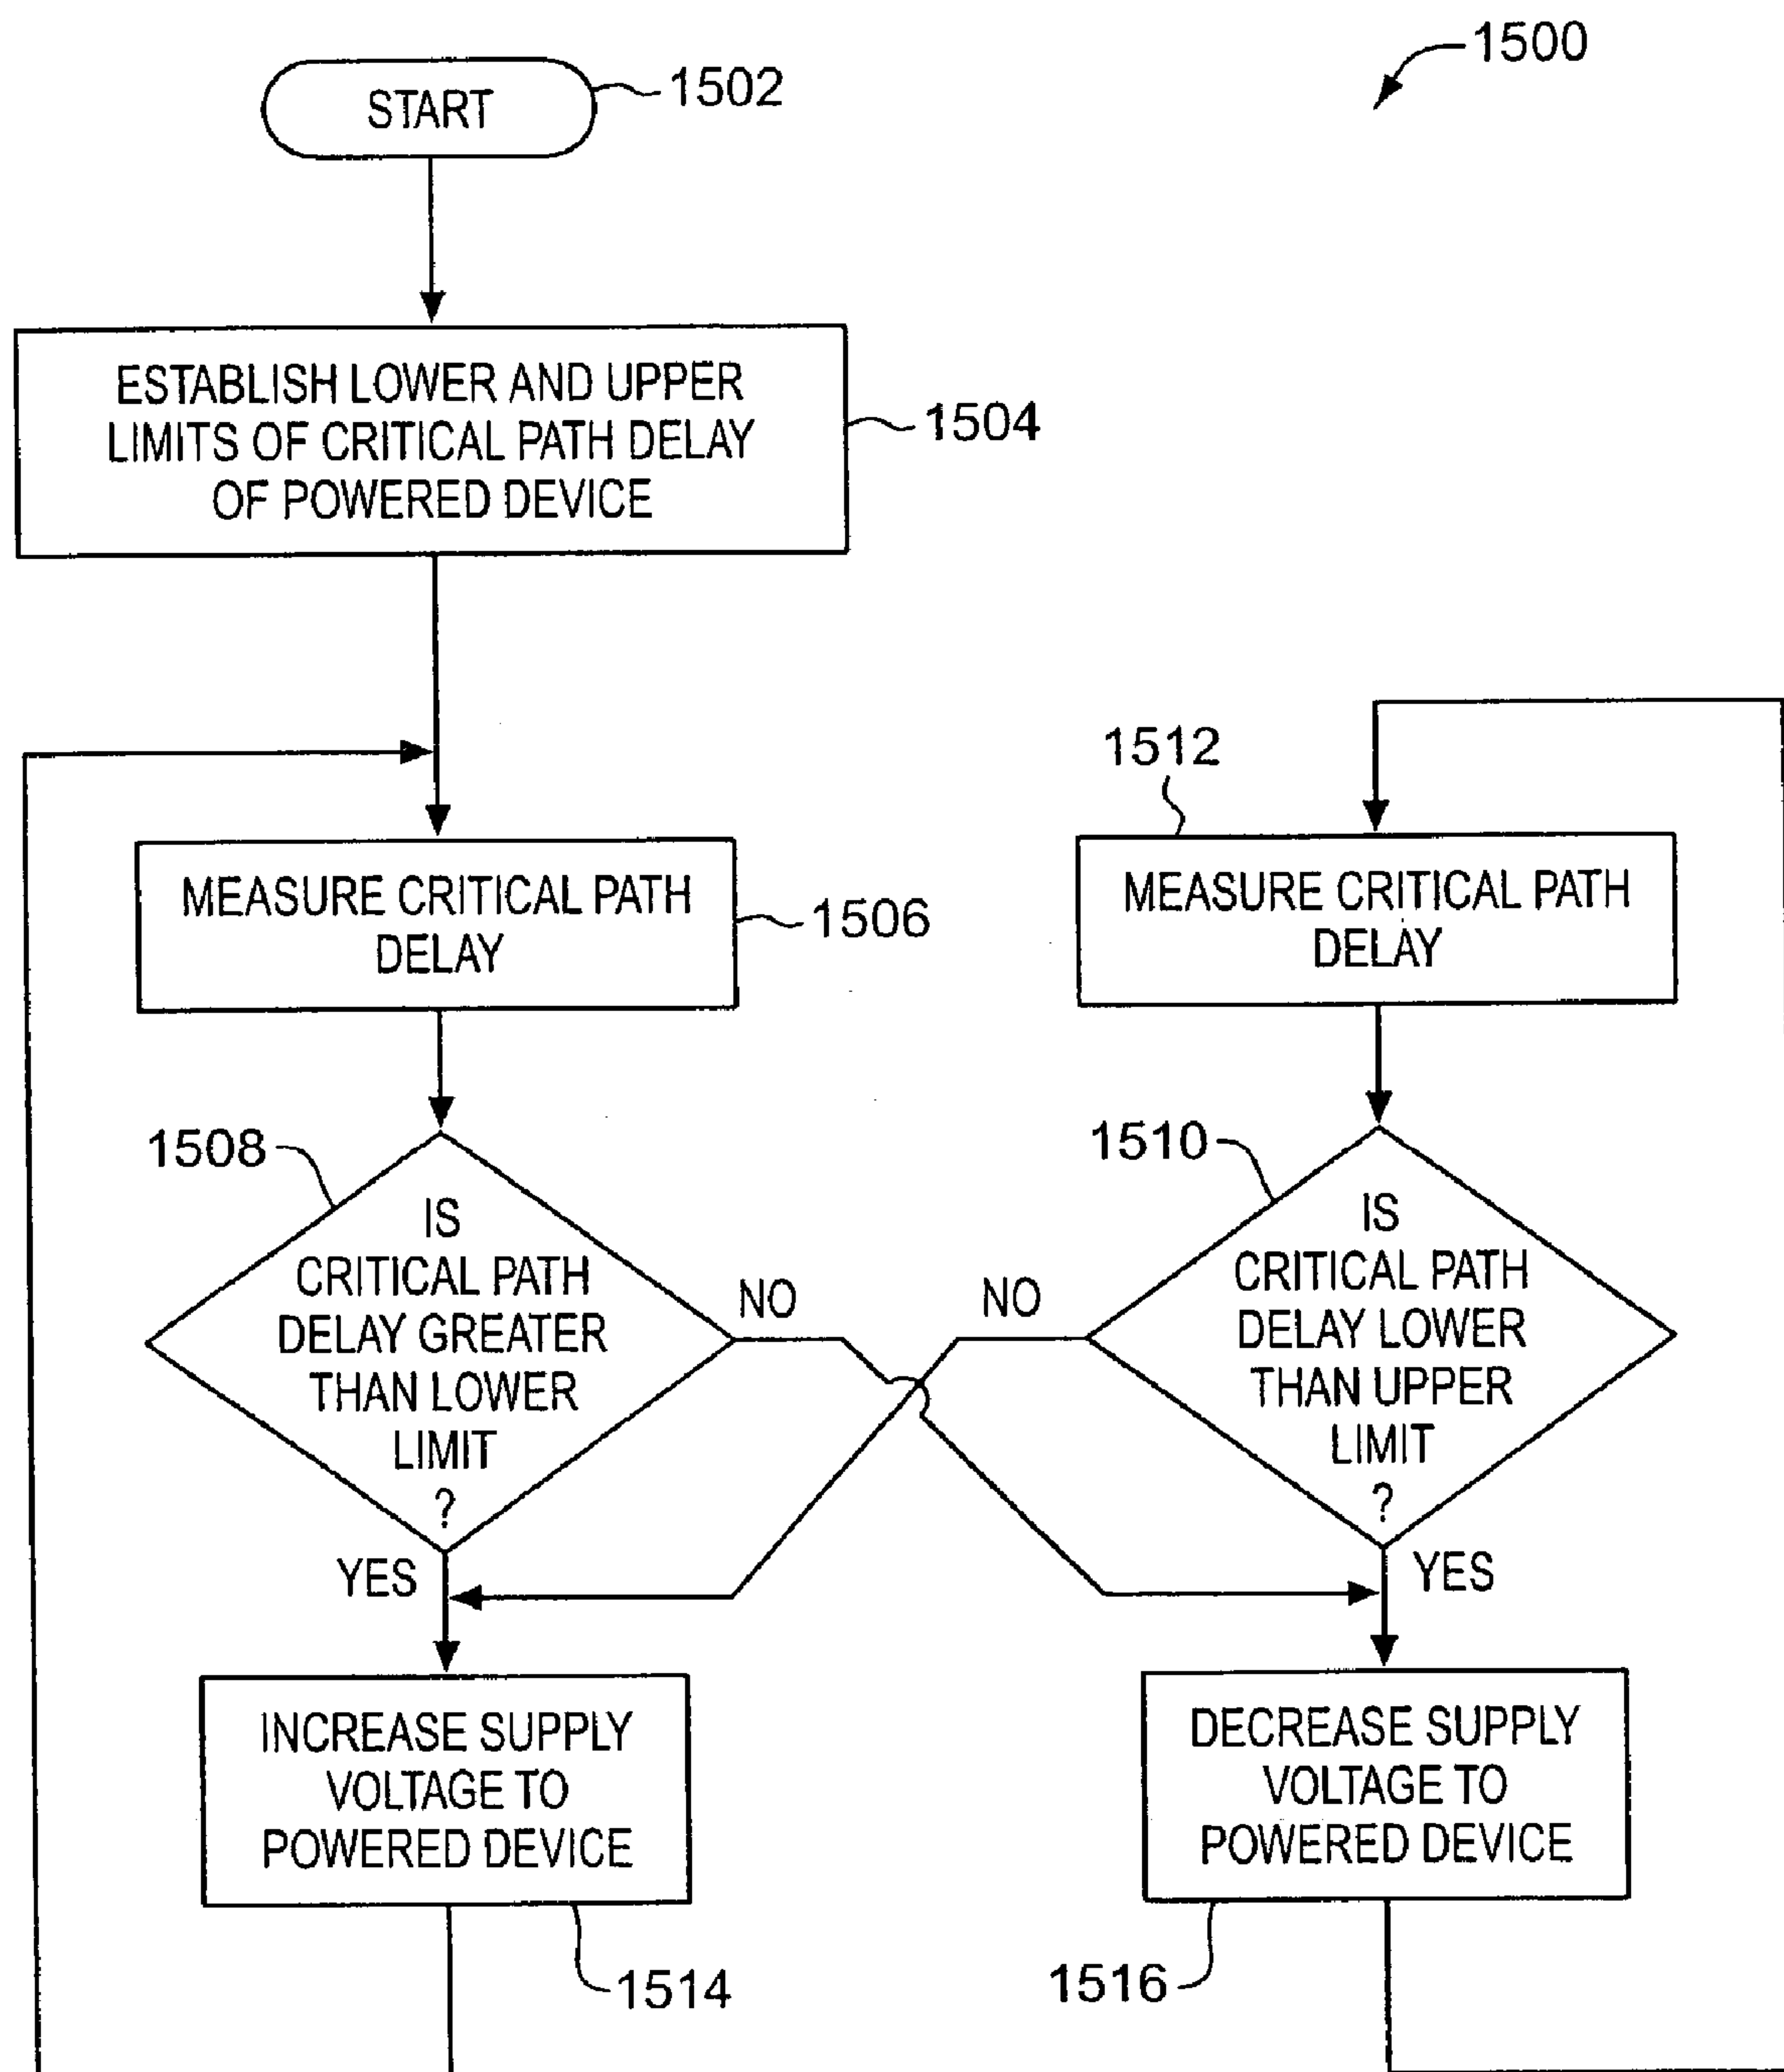 1500
START
1502
ESTABLISH LOWER AND UPPER
LIMITS OF CRITICAL PATH DELAY
OF POWERED DEVICE
1504
MEASURE CRITICAL PATH
DELAY
1506
1512
MEASURE CRITICAL PATH
DELAY
1508
IS
CRITICAL PATH
DELAY GREATER
THAN LOWER
LIMIT
?
NO
YES
1510
IS
CRITICAL PATH
DELAY LOWER
THAN UPPER
LIMIT
?
NO
YES
INCREASE SUPPLY
VOLTAGE TO
POWERED DEVICE
1514
DECREASE SUPPLY
VOLTAGE TO
POWERED DEVICE
1516